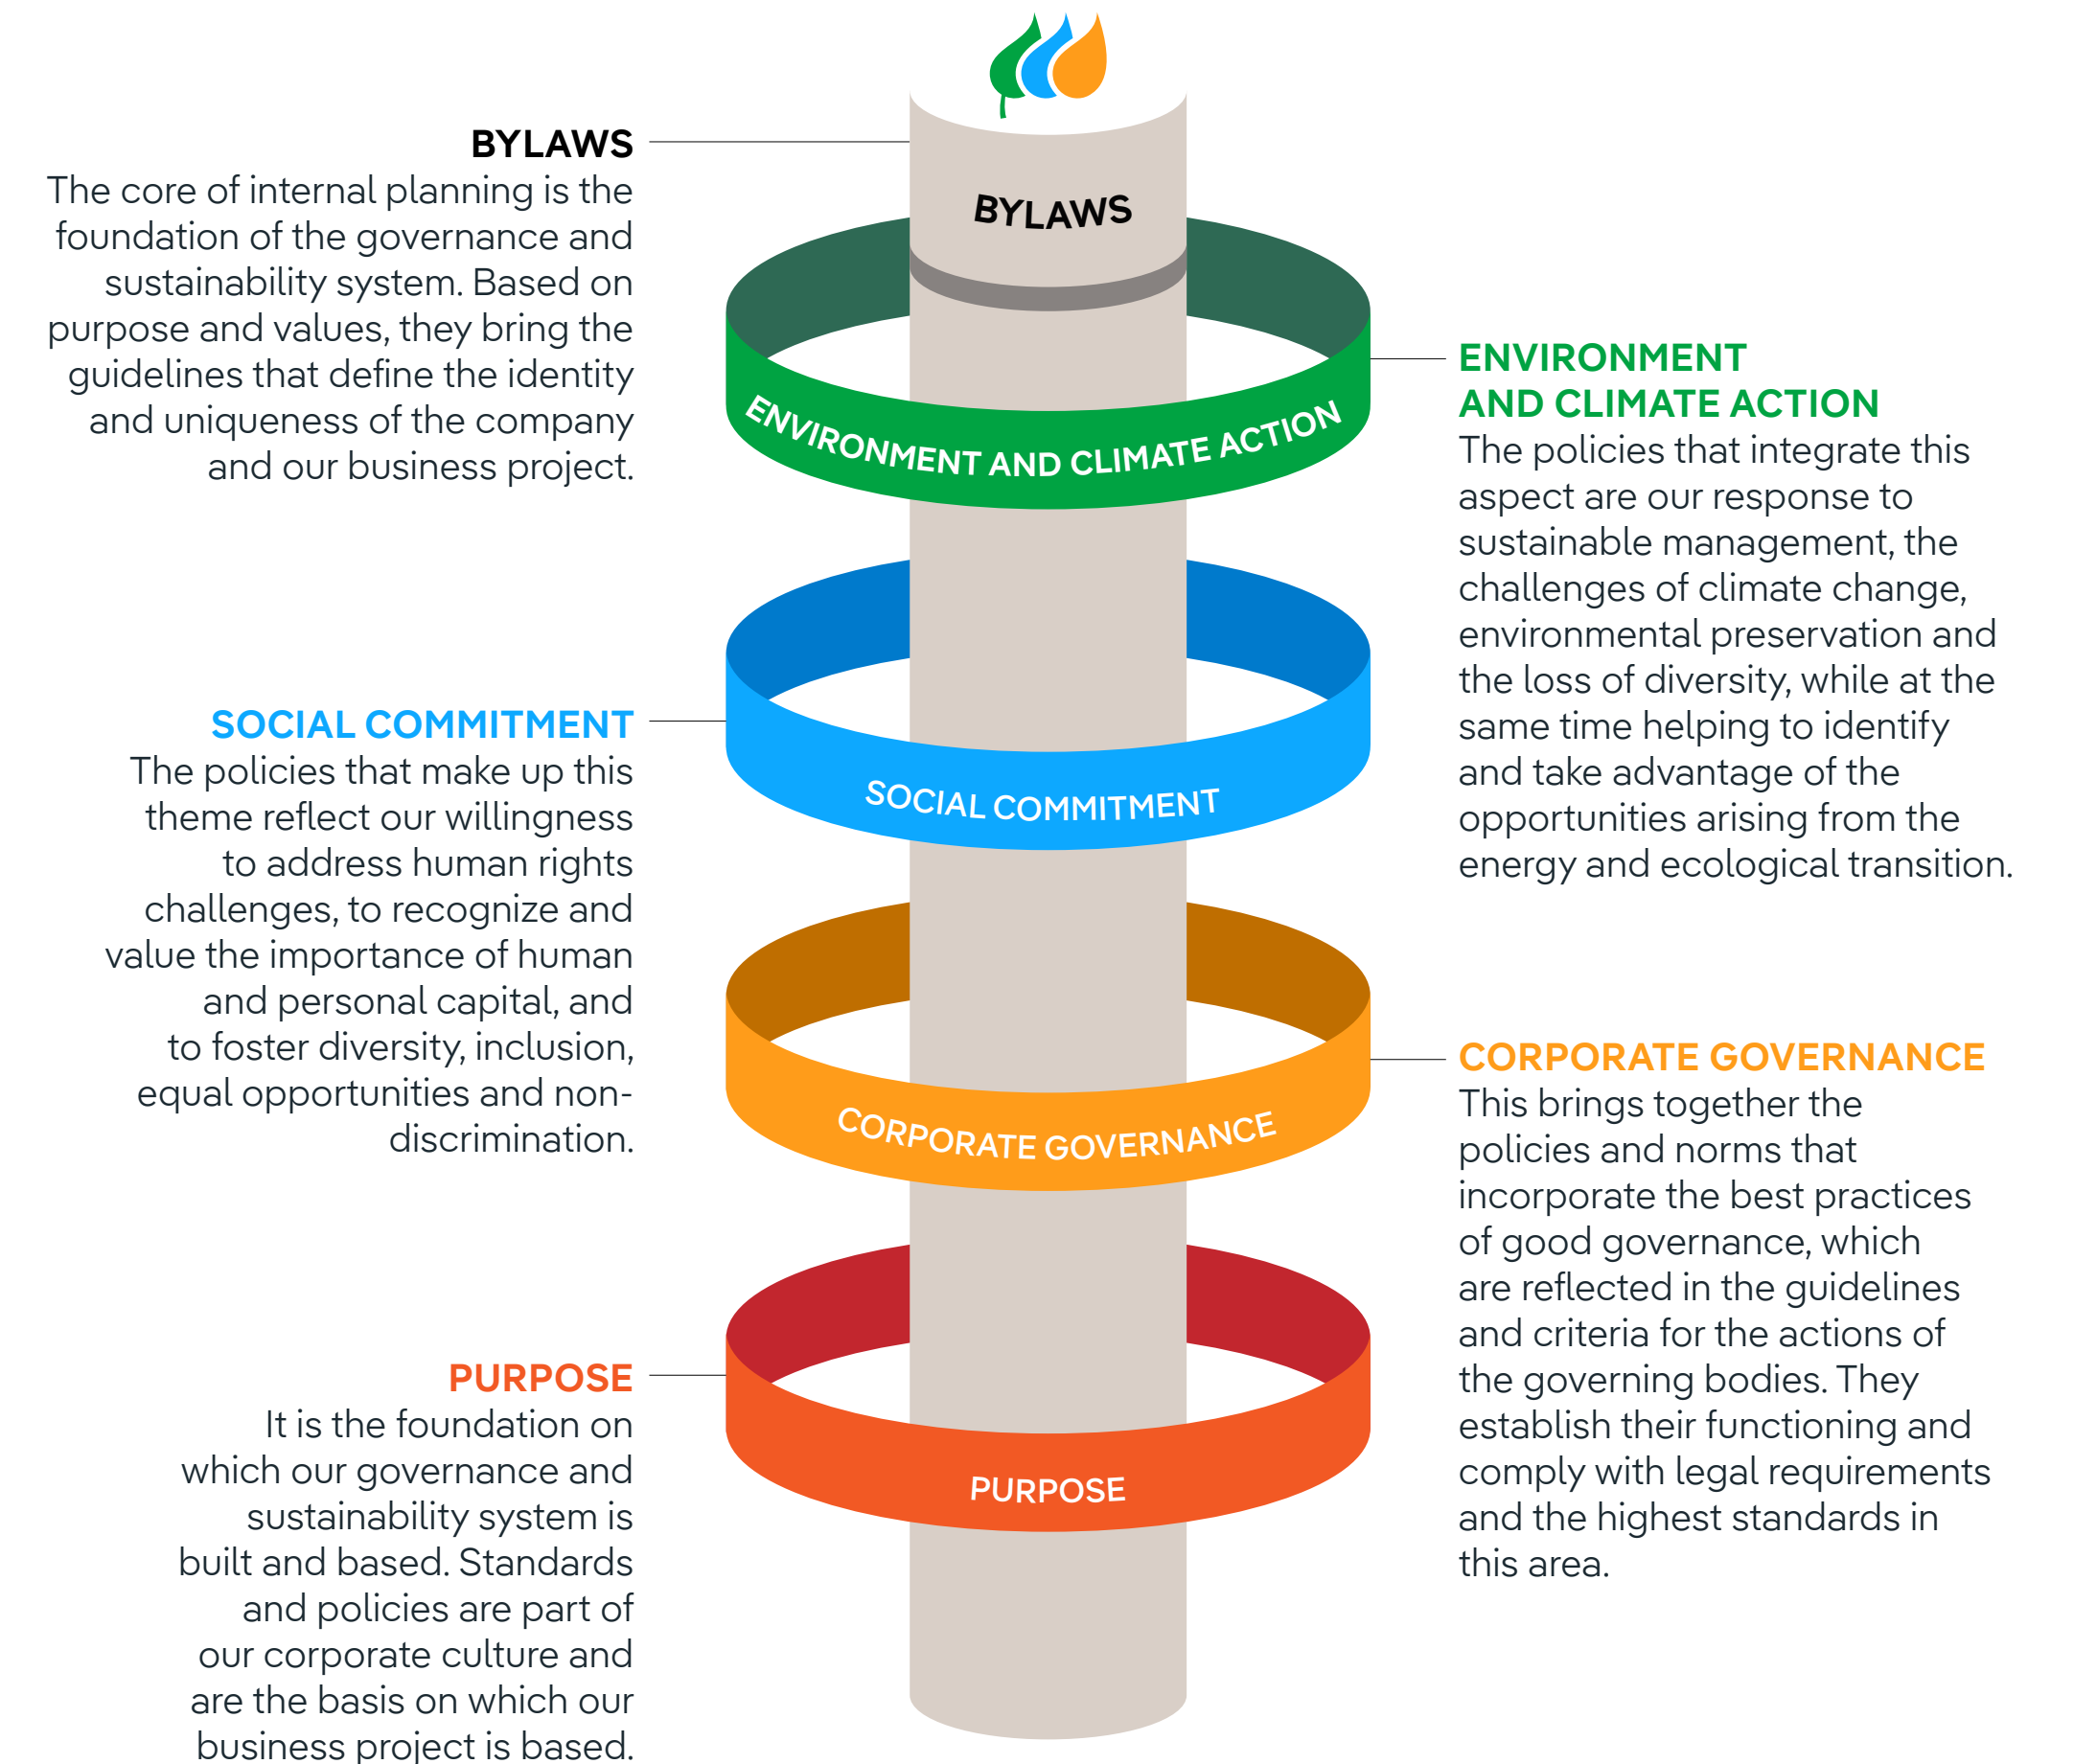 BYLAWS
The core of internal planning is the
foundation of the governance and
sustainability system. Based on
purpose and values, they bring the
guidelines that define the identity
and uniqueness of the company
and our business project.
BYLAWS
ENVIRONMENT AND CLIMATE ACTION
ENVIRONMENT
AND CLIMATE ACTION
The policies that integrate this
aspect are our response to
sustainable management, the
challenges of climate change,
environmental preservation and
the loss of diversity, while at the
same time helping to identify
and take advantage of the
opportunities arising from the
energy and ecological transition.
SOCIAL COMMITMENT
The policies that make up this
theme reflect our willingness
to address human rights
challenges, to recognize and
value the importance of human
and personal capital, and
to foster diversity, inclusion,
equal opportunities and non-
discrimination.
SOCIAL COMMITMENT
CORPORATE GOVERNANCE
CORPORATE GOVERNANCE
This brings together the
policies and norms that
incorporate the best practices
of good governance, which
are reflected in the guidelines
and criteria for the actions of
the governing bodies. They
establish their functioning and
comply with legal requirements
and the highest standards in
this area.
PURPOSE
It is the foundation on
which our governance and
sustainability system is
built and based. Standards
and policies are part of
our corporate culture and
are the basis on which our
business project is based.
PURPOSE